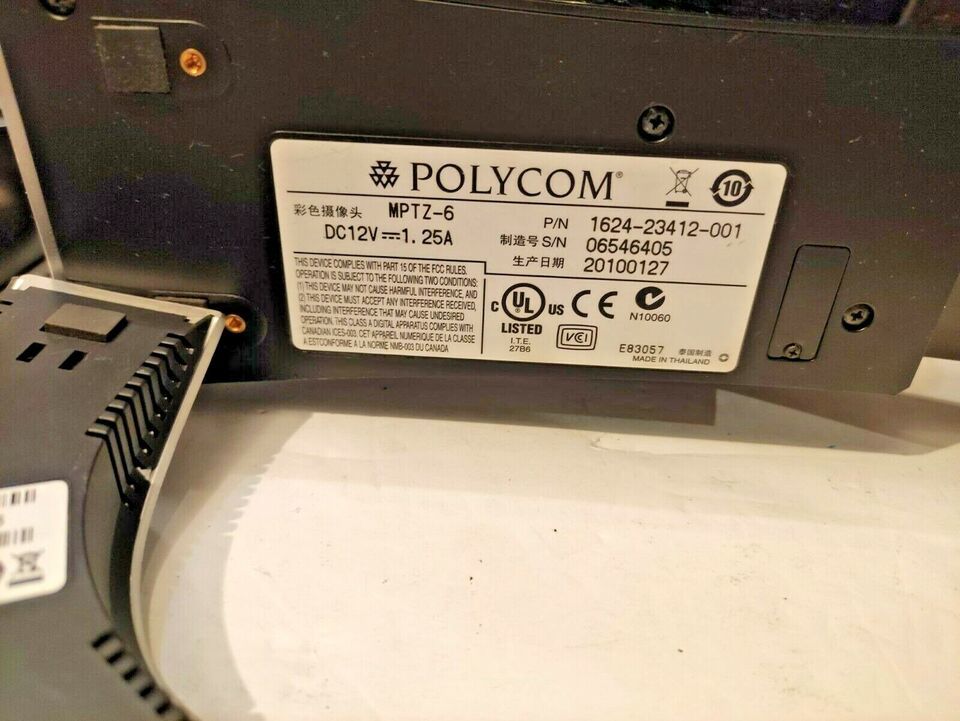 POLYCOM®
10
彩色摄像头 MPTZ-6
DC12V⎓1.25A
P/N 1624-23412-001
制造号 S/N 06546405
生产日期 20100127
THIS DEVICE COMPLIES WITH PART 15 OF THE FCC RULES.
OPERATION IS SUBJECT TO THE FOLLOWING TWO CONDITIONS:
(1) THIS DEVICE MAY NOT CAUSE HARMFUL INTERFERENCE, AND
(2) THIS DEVICE MUST ACCEPT ANY INTERFERENCE RECEIVED,
INCLUDING INTERFERENCE THAT MAY CAUSE UNDESIRED
OPERATION. THIS CLASS A DIGITAL APPARATUS COMPLIES WITH
CANADIAN ICES-003. CET APPAREIL NUMERIQUE DE LA CLASSE
A ESTCONFORME A LA NORME NMB-003 DU CANADA
C UL US CE
LISTED
I.T.E.
27B6
VCI
N10060
E83057 泰国制造
MADE IN THAILAND